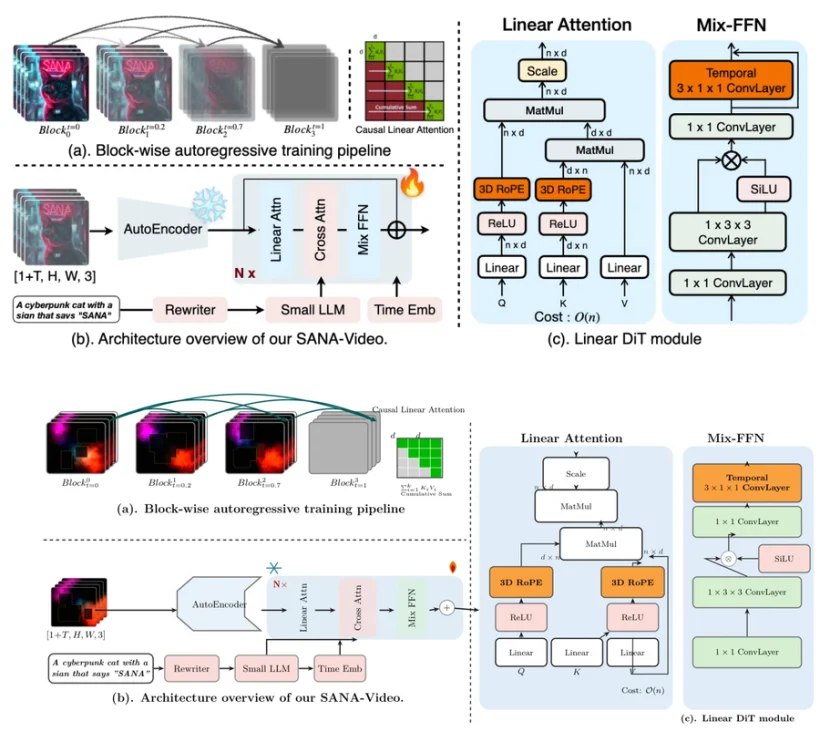 SANA
SANA
SANA
Block₀ᵗ⁼⁰
Block₁ᵗ⁼⁰·²
Block₂ᵗ⁼⁰·⁷
Block₃ᵗ⁼¹
d
d
Cumulative Sum
Causal Linear Attention
(a). Block-wise autoregressive training pipeline
SANA
AutoEncoder
Linear Attn
Cross Attn
Mix FFN
N x
[1+T, H, W, 3]
A cyberpunk cat with a
sian that savs "SANA"
Rewriter
Small LLM
Time Emb
(b). Architecture overview of our SANA-Video.
Linear Attention
n x d
Scale
n x d
MatMul
n x d
d x d
MatMul
d x n
n x d
3D RoPE
3D RoPE
ReLU
ReLU
n x d
d x n
Linear
Linear
Linear
Q
K
V
Cost : O(n)
Mix-FFN
Temporal
3 x 1 x 1 ConvLayer
1 x 1 ConvLayer
SiLU
1 x 3 x 3
ConvLayer
1 x 1 ConvLayer
(c). Linear DiT module
Causal Linear Attention
d
d
Block⁰ₜ₌₀
Block¹ₜ₌₀.₂
Block²ₜ₌₀.₇
Block³ₜ₌₁
Cumulative Sum
(a). Block-wise autoregressive training pipeline
[1+T, H, W, 3]
AutoEncoder
N×
Linear Attn
Cross Attn
Mix FFN
+
A cyberpunk cat with a
sian that says "SANA"
Rewriter
Small LLM
Time Emb
(b). Architecture overview of our SANA-Video.
Linear Attention
Scale
n × d
MatMul
n × d
MatMul
d × n
n × d
3D RoPE
3D RoPE
ReLU
ReLU
Linear
Linear
Linear
Q
K
V
Cost: O(n)
Mix-FFN
Temporal
3 × 1 × 1 ConvLayer
1 × 1 ConvLayer
⊗
SiLU
1 × 3 × 3 ConvLayer
1 × 1 ConvLayer
(c). Linear DiT module